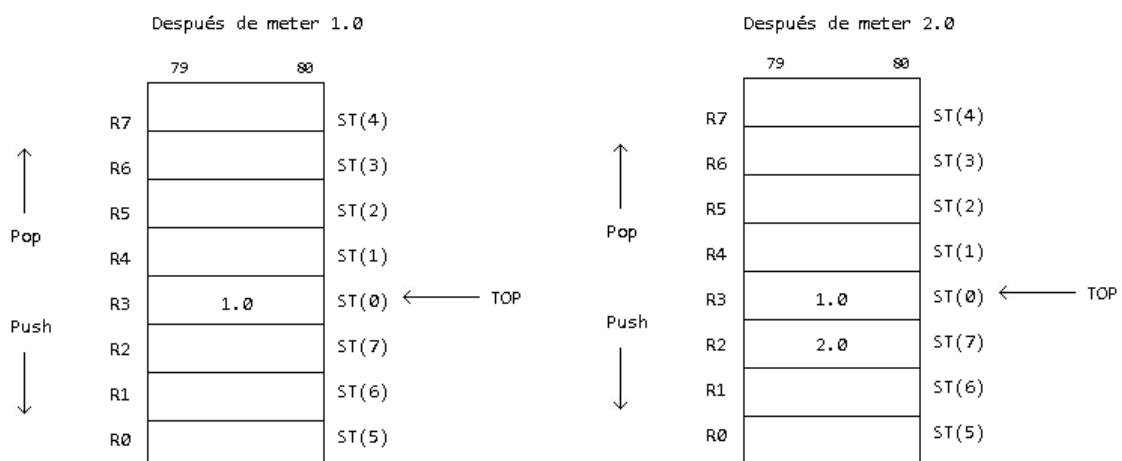 Después de meter 1.0
79 80
R7 ST(4)
R6 ST(3)
R5 ST(2)
Pop
R4 ST(1)
R3 1.0 ST(0) TOP
Push
R2 ST(7)
R1 ST(6)
R0 ST(5)
Después de meter 2.0
79 80
R7 ST(4)
R6 ST(3)
R5 ST(2)
Pop
R4 ST(1)
R3 1.0 ST(0) TOP
Push
R2 2.0 ST(7)
R1 ST(6)
R0 ST(5)